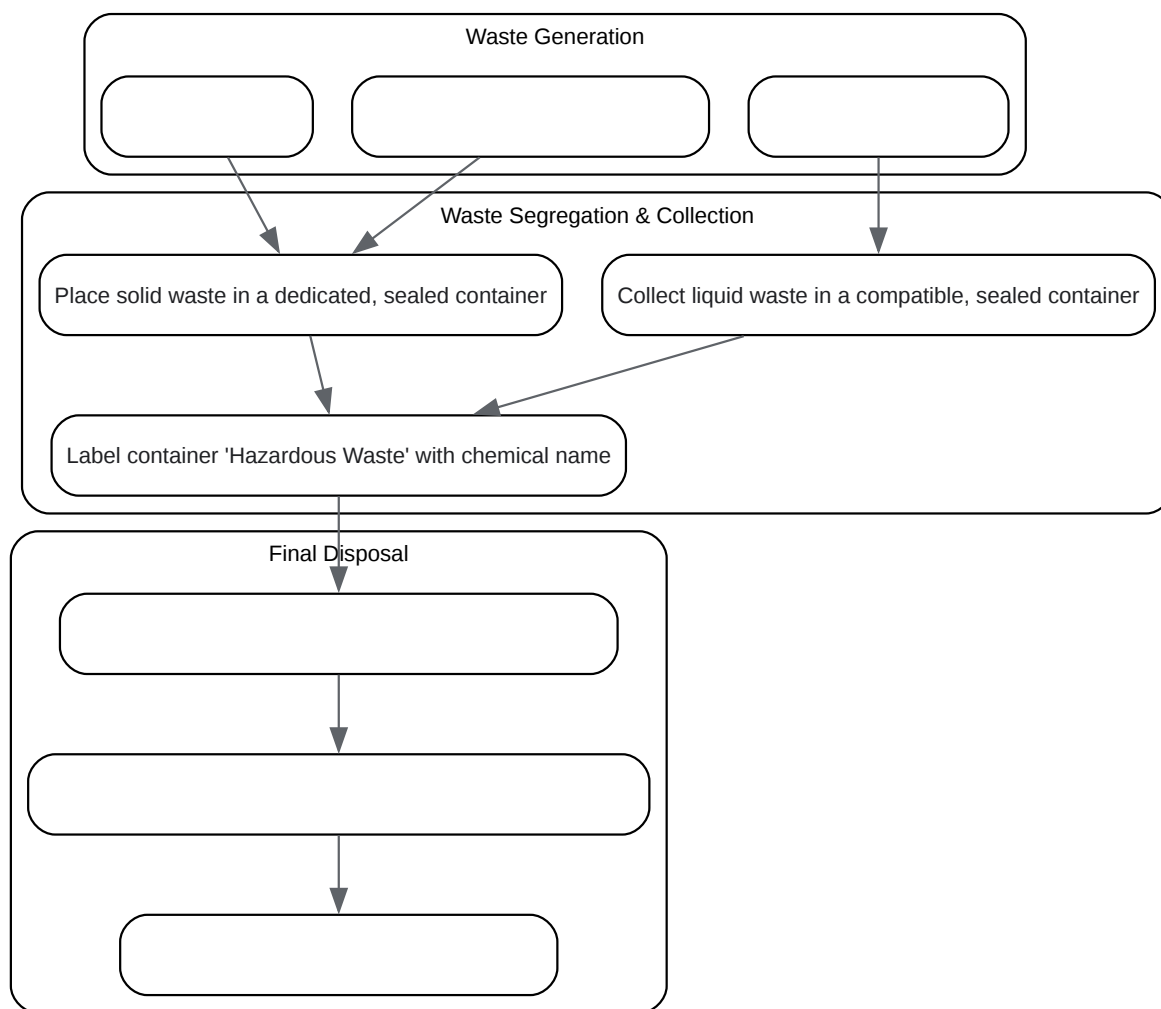 Waste Generation
Waste Segregation & Collection
Place solid waste in a dedicated, sealed container
Collect liquid waste in a compatible, sealed container
Label container 'Hazardous Waste' with chemical name
Final Disposal